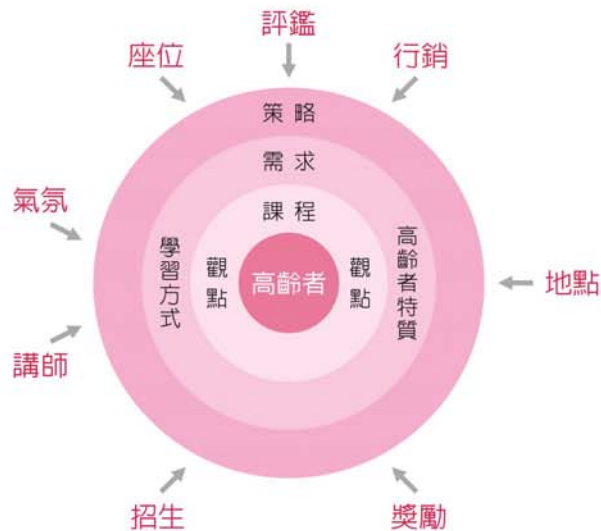 評鑑
座位
行銷
策略
需求
課程
氣氛
學習方式
觀點
高齡者
觀點
高齡者特質
地點
講師
招生
獎勵